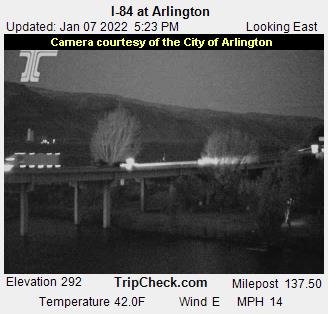 I-84 at Arlington
Updated: Jan 07 2022 5:23 PM Looking East
Camera courtesy of the City of Arlington
Elevation 292 TripCheck.com Milepost 137.50
Temperature 42.0F Wind E MPH 14